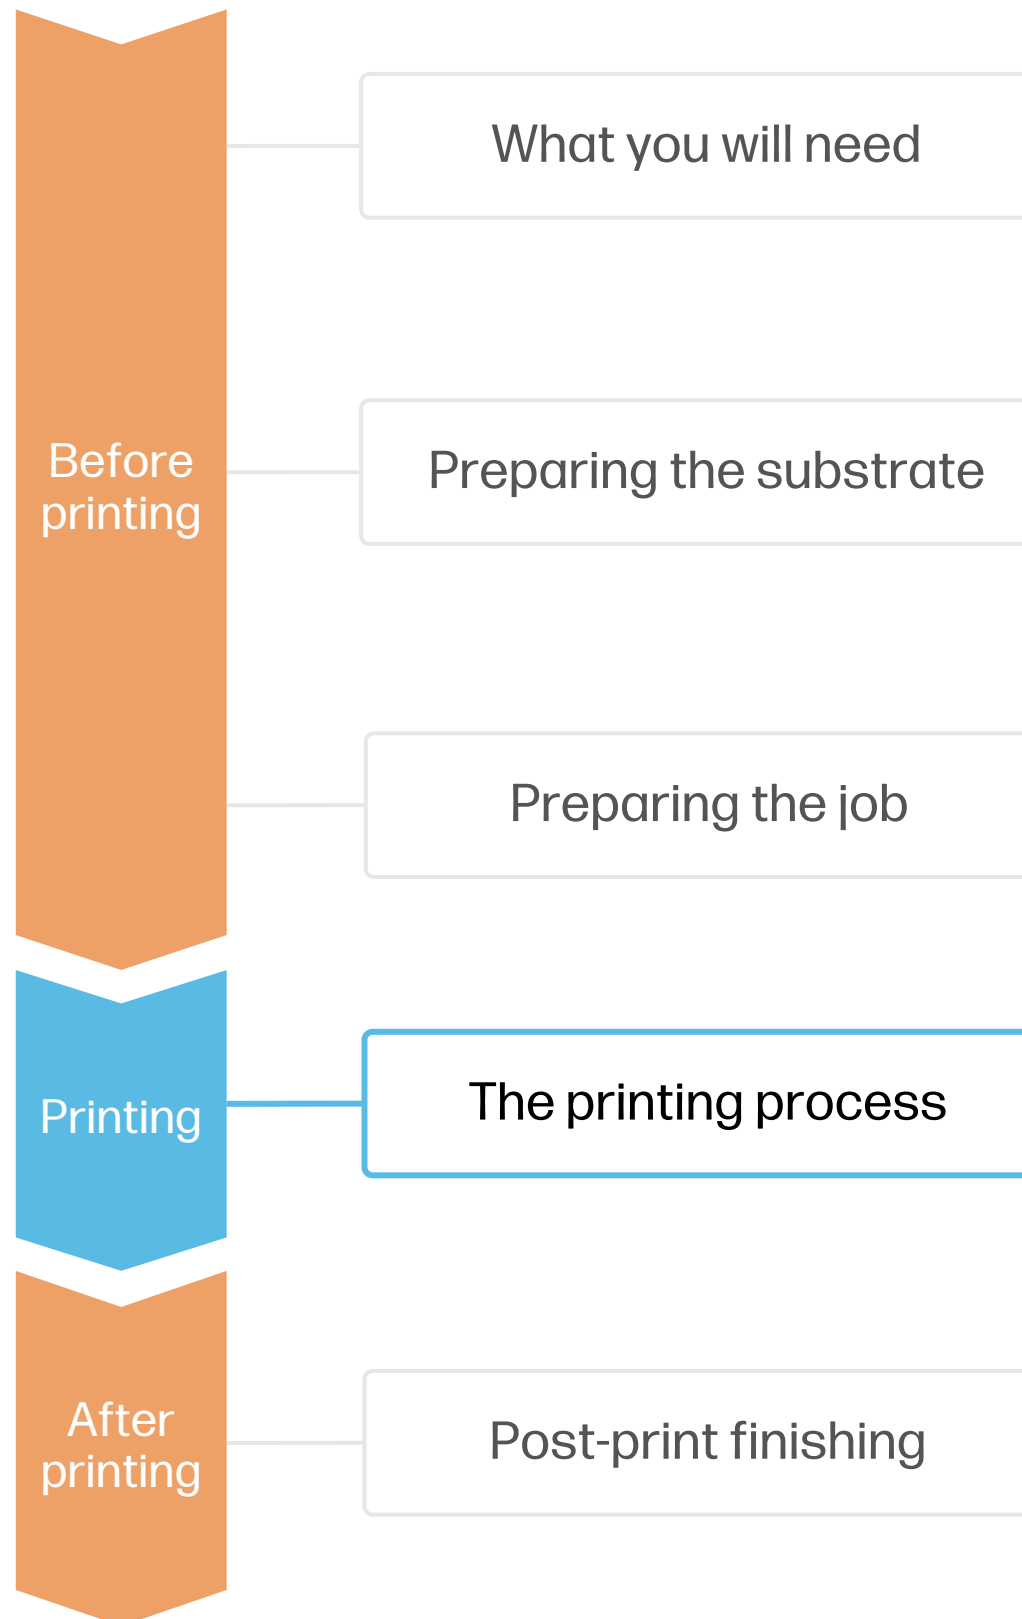 What you will need
Before
printing
Preparing the substrate
Preparing the job
Printing
The printing process
After
printing
Post-print finishing